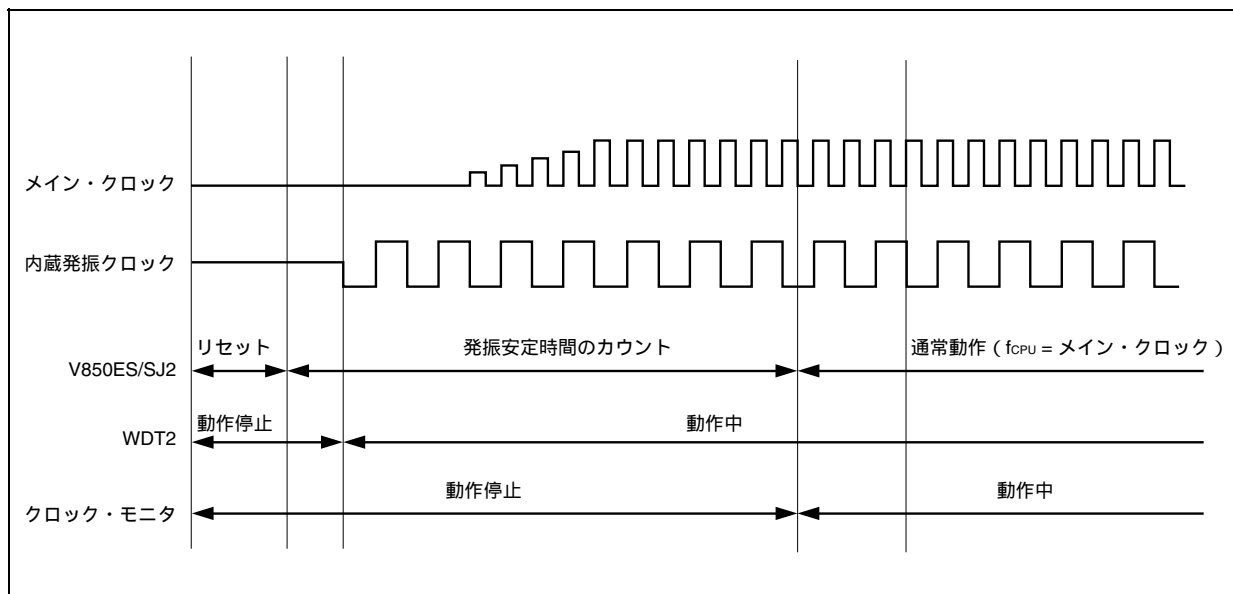 メイン・クロック
内蔵発振クロック
リセット
発振安定時間のカウント
通常動作(fCPU = メイン・クロック)
V850ES/SJ2
動作停止
動作中
WDT2
動作停止
動作中
クロック・モニタ